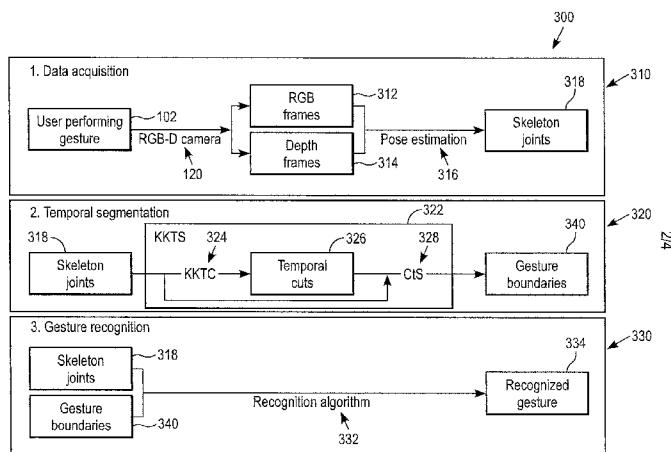 300
310
1. Data acquisition
User performing
gesture
102
RGB-D camera
120
RGB
frames
312
Depth
frames
314
Pose estimation
316
318
Skeleton
joints
320
2. Temporal segmentation
318
Skeleton
joints
322
KKTS
324
KKTC
326
Temporal
cuts
328
CtS
340
Gesture
boundaries
330
3. Gesture recognition
Skeleton
joints
318
Gesture
boundaries
340
Recognition algorithm
332
334
Recognized
gesture
2/4